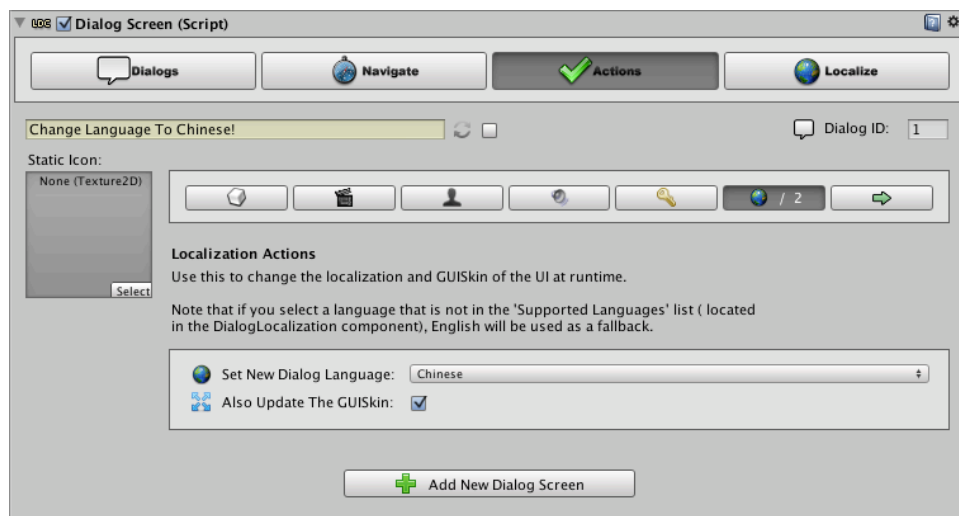 LDC Dialog Screen (Script)
Dialogs Navigate Actions Localize
Change Language To Chinese! Dialog ID: 1
Static Icon:
None (Texture2D)
/ 2
Select
Localization Actions
Use this to change the localization and GUISkin of the UI at runtime.
Note that if you select a language that is not in the 'Supported Languages' list ( located
in the DialogLocalization component), English will be used as a fallback.
Set New Dialog Language: Chinese
Also Update The GUISkin:
Add New Dialog Screen